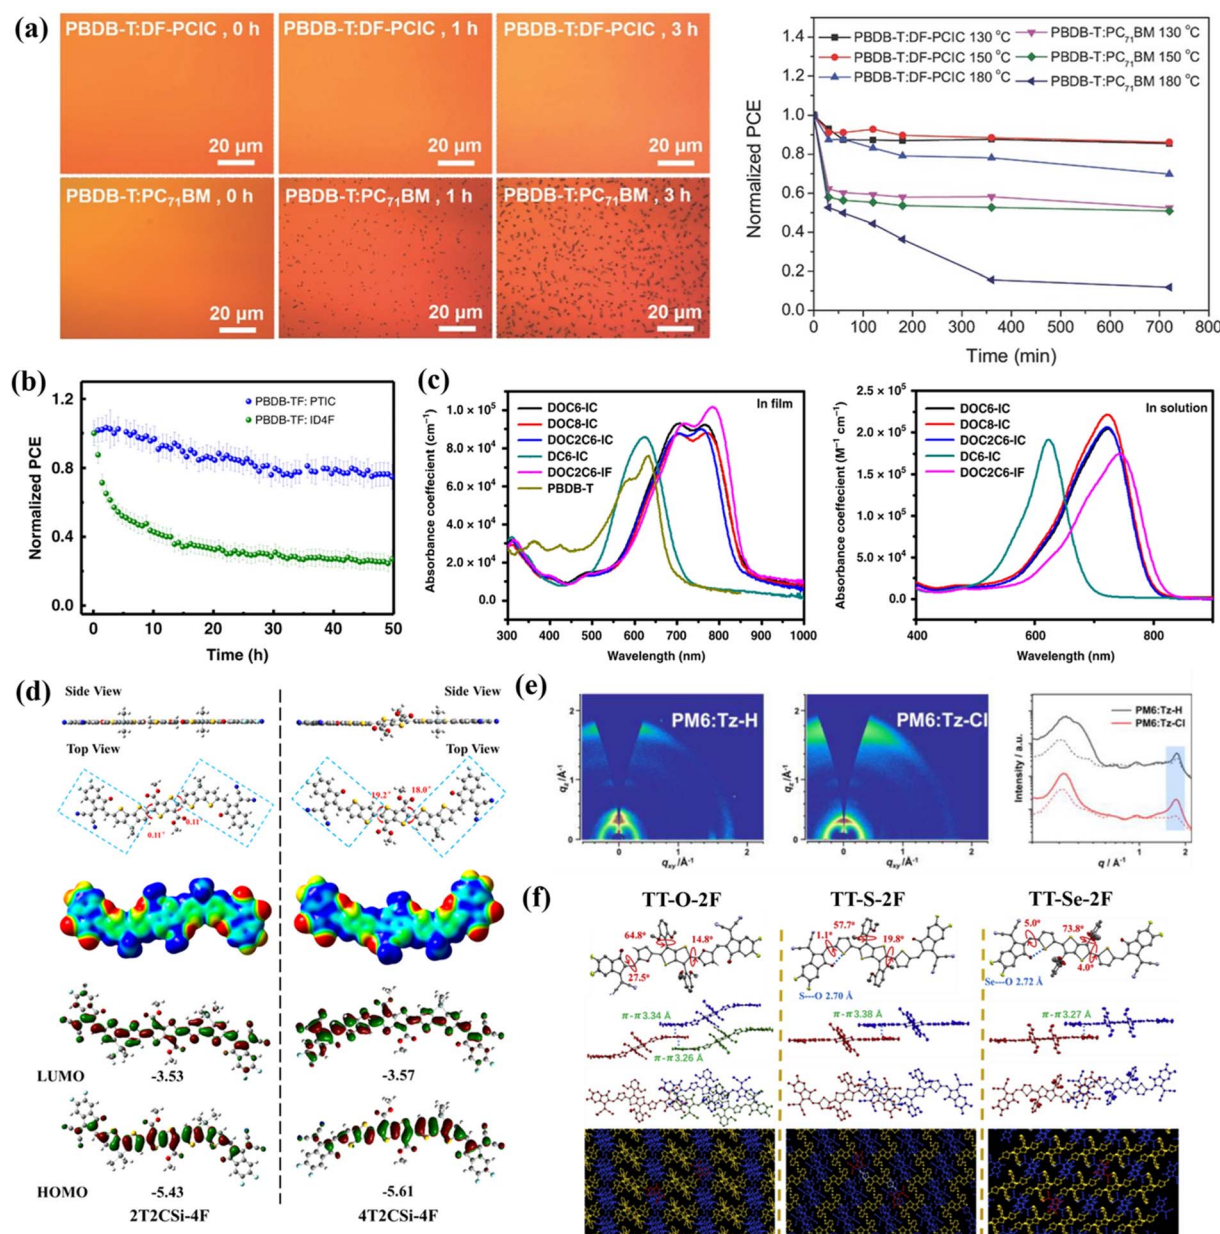 (a)
PBDB-T:DF-PCIC , 0 h
PBDB-T:DF-PCIC , 1 h
PBDB-T:DF-PCIC , 3 h
20 μm
20 μm
20 μm
PBDB-T:PC71BM , 0 h
PBDB-T:PC71BM , 1 h
PBDB-T:PC71BM , 3 h
20 μm
20 μm
20 μm
Normalized PCE
1.4
1.2
1.0
0.8
0.6
0.4
0.2
0.0
PBDB-T:DF-PCIC 130 °C
PBDB-T:DF-PCIC 150 °C
PBDB-T:DF-PCIC 180 °C
PBDB-T:PC71BM 130 °C
PBDB-T:PC71BM 150 °C
PBDB-T:PC71BM 180 °C
0 100 200 300 400 500 600 700 800
Time (min)
(b)
Normalized PCE
1.2
0.8
0.4
0.0
PBDB-TF: PTIC
PBDB-TF: ID4F
0 10 20 30 40 50
Time (h)
(c)
Absorbance coeffecient (cm⁻¹)
1.0 × 10⁵
8.0 × 10⁴
6.0 × 10⁴
4.0 × 10⁴
2.0 × 10⁴
0.0
DOC6-IC
DOC8-IC
DOC2C6-IC
DC6-IC
DOC2C6-IF
PBDB-T
In film
300 400 500 600 700 800 900 1000
Wavelength (nm)
Absorbance coeffecient (M⁻¹ cm⁻¹)
2.5 × 10⁵
2.0 × 10⁵
1.5 × 10⁵
1.0 × 10⁵
5.0 × 10⁴
0.0
DOC6-IC
DOC8-IC
DOC2C6-IC
DC6-IC
DOC2C6-IF
In solution
400 600 800
Wavelength (nm)
(d)
Side View
Side View
Top View
Top View
0.11°
0.11°
19.2°
18.0°
LUMO
-3.53
-3.57
HOMO
-5.43
-5.61
2T2CSi-4F
4T2CSi-4F
(e)
PM6:Tz-H
qz/Å⁻¹
2
1
0
0 1 2
qxy/Å⁻¹
PM6:Tz-Cl
qz/Å⁻¹
2
1
0
0 1 2
qxy/Å⁻¹
PM6:Tz-H
PM6:Tz-Cl
Intensity / a.u.
1 2
q / Å⁻¹
(f)
TT-O-2F
TT-S-2F
TT-Se-2F
64.8°
14.8°
27.5°
1.1°
57.7°
19.8°
S---O 2.70 Å
5.0°
73.8°
4.0°
Se---O 2.72 Å
π-π 3.34 Å
π-π 3.26 Å
π-π 3.38 Å
π-π 3.27 Å